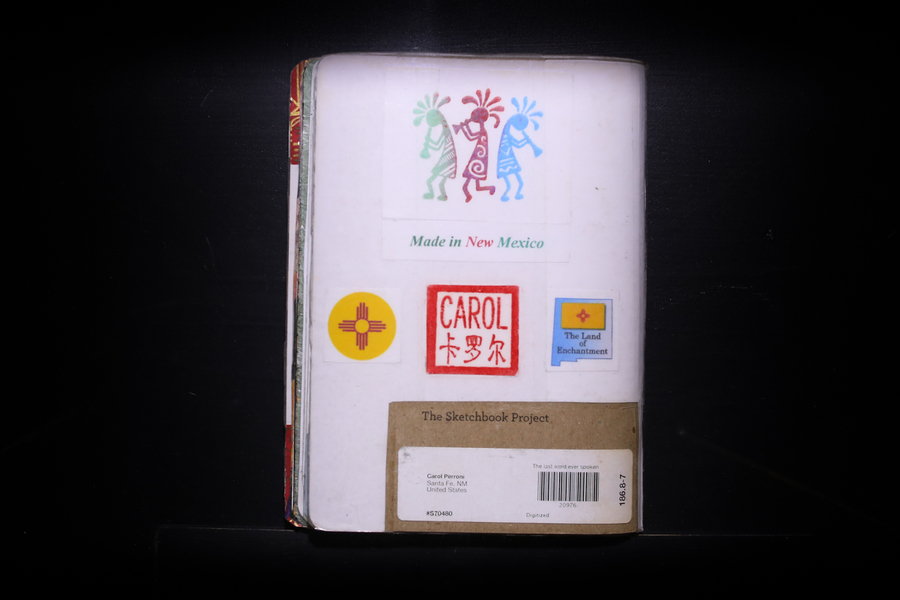 Made in New Mexico
CAROL
卡罗尔
The Land
of
Enchantment
The Sketchbook Project
The last word ever spoken
Carol Perroni
Santa Fe, NM
United States
20976
#S70480
Digitized
186.8-7